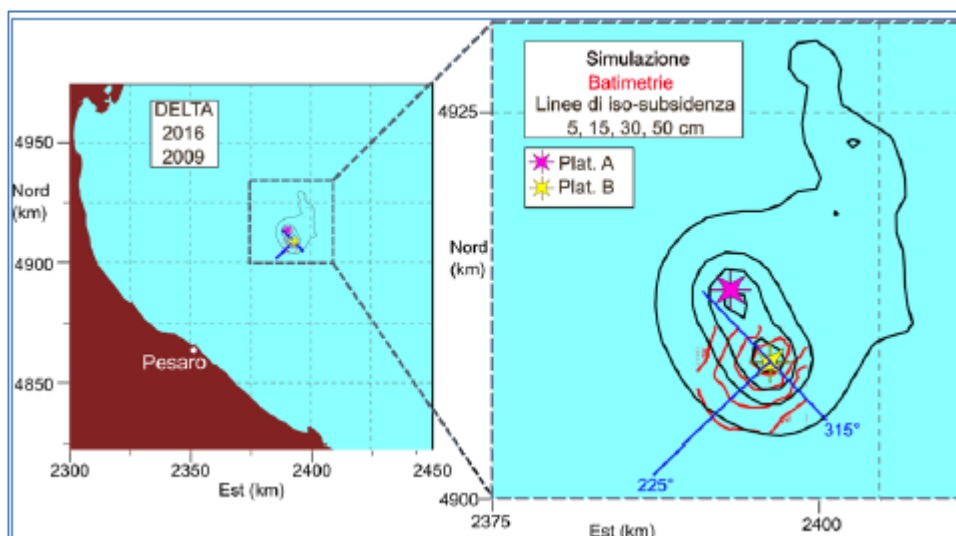 DELTA
2016
2009
4950
Nord
(km)
4900
Pesaro
4850
2300
2350
2400
2450
Est (km)
Simulazione
Batimetrie
Linee di iso-subsidenza
5, 15, 30, 50 cm
4925
Plat. A
Plat. B
Nord
(km)
315°
225°
4900
2375
2400
Est (km)